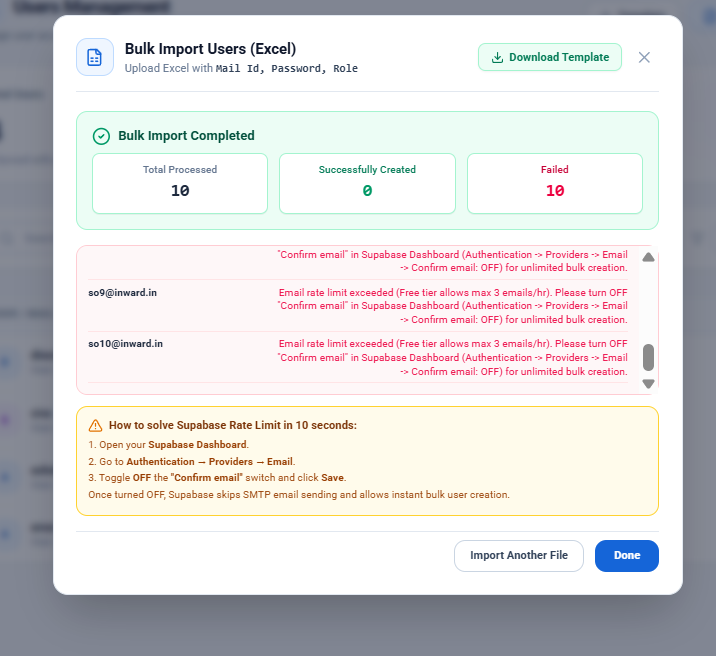 Users Management
Bulk Import Users (Excel)
Upload Excel with Mail Id, Password, Role
Download Template
Bulk Import Completed
Total Processed
10
Successfully Created
0
Failed
10
"Confirm email" in Supabase Dashboard (Authentication -> Providers -> Email
-> Confirm email: OFF) for unlimited bulk creation.
so9@inward.in
Email rate limit exceeded (Free tier allows max 3 emails/hr). Please turn OFF
"Confirm email" in Supabase Dashboard (Authentication -> Providers -> Email
-> Confirm email: OFF) for unlimited bulk creation.
so10@inward.in
Email rate limit exceeded (Free tier allows max 3 emails/hr). Please turn OFF
"Confirm email" in Supabase Dashboard (Authentication -> Providers -> Email
-> Confirm email: OFF) for unlimited bulk creation.
How to solve Supabase Rate Limit in 10 seconds:
1. Open your Supabase Dashboard.
2. Go to Authentication → Providers → Email.
3. Toggle OFF the "Confirm email" switch and click Save.
Once turned OFF, Supabase skips SMTP email sending and allows instant bulk user creation.
Import Another File
Done